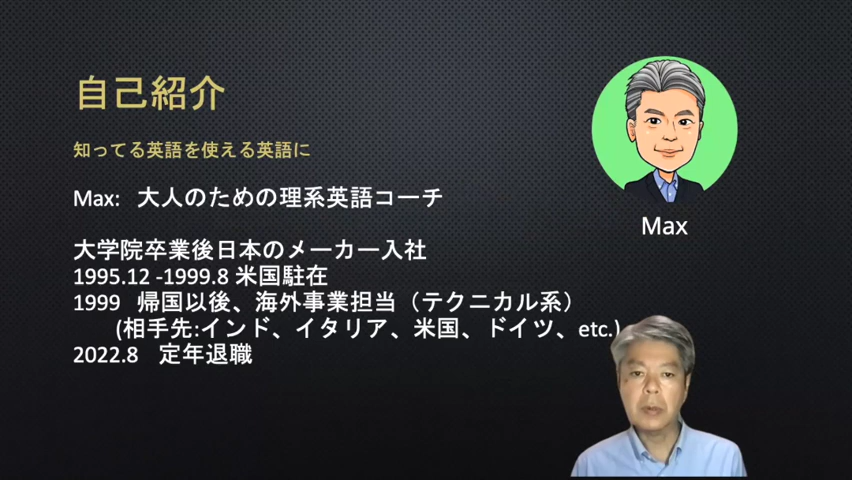 自己紹介
知ってる英語を使える英語に
Max: 大人のための理系英語コーチ
大学院卒業後日本のメーカー入社
1995.12 -1999.8 米国駐在
1999 帰国以後、海外事業担当（テクニカル系）
(相手先:インド、イタリア、米国、ドイツ、etc.)
2022.8 定年退職
Max